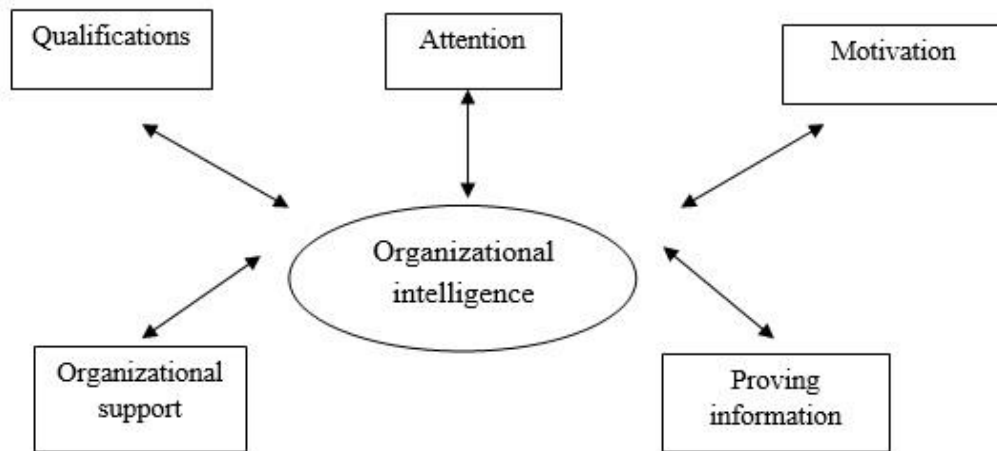 Qualifications
Attention
Motivation
Organizational
intelligence
Organizational
support
Proving
information